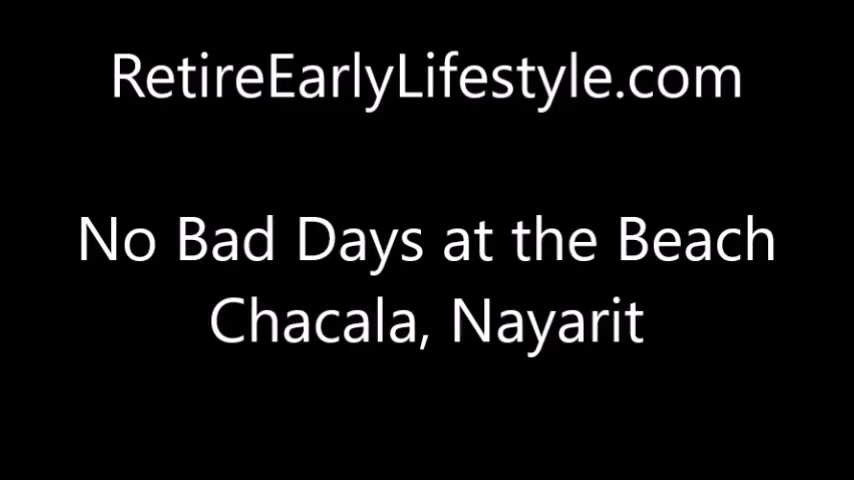 RetireEarlyLifestyle.com
No Bad Days at the Beach
Chacala, Nayarit